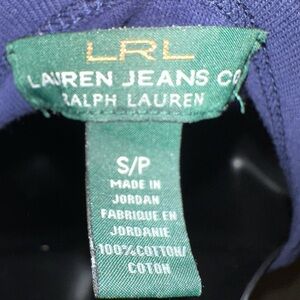 LRL
LAUREN JEANS CO
RALPH LAUREN
S/P
MADE IN
JORDAN
FABRIQUE EN
JORDANIE
100%COTTON/
COTON